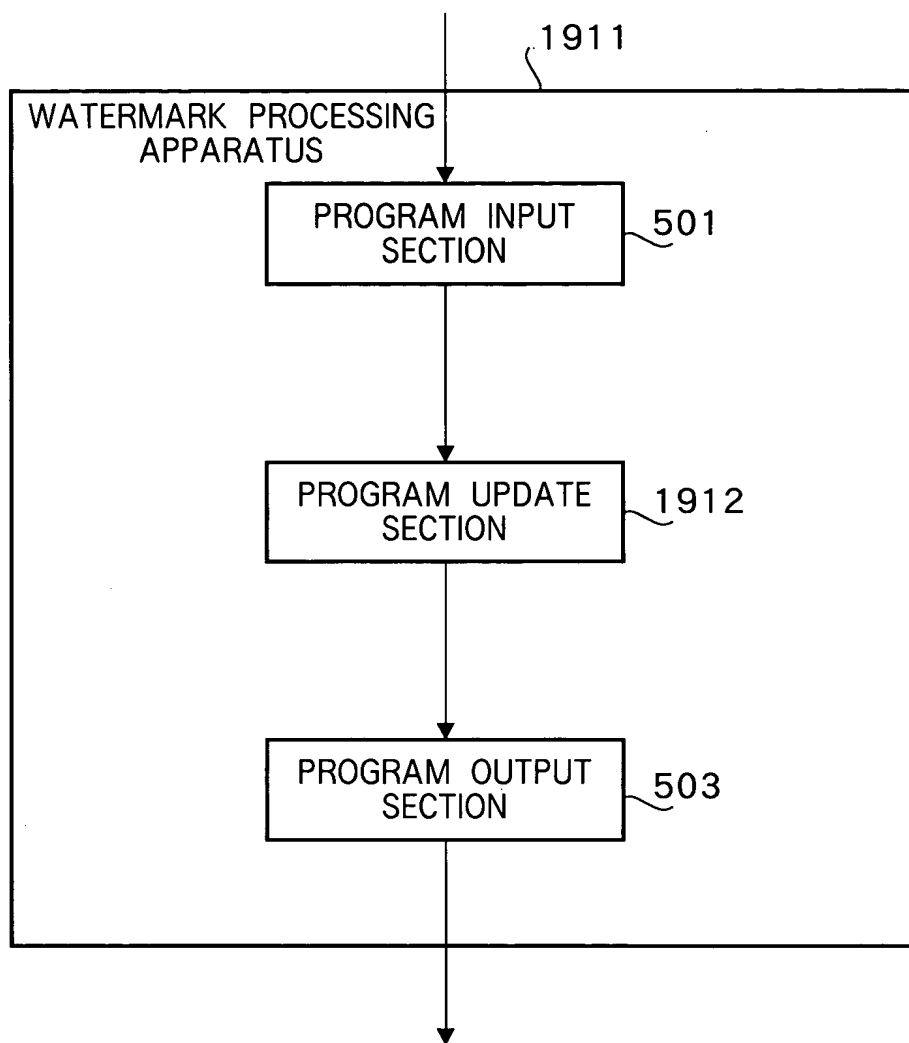 1911
WATERMARK PROCESSING
APPARATUS
PROGRAM INPUT
SECTION
501
PROGRAM UPDATE
SECTION
1912
PROGRAM OUTPUT
SECTION
503